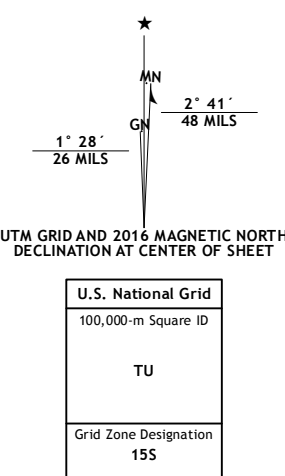 ★
MN
2° 41´
48 MILS
GN
1° 28´
26 MILS
UTM GRID AND 2016 MAGNETIC NORTH
DECLINATION AT CENTER OF SHEET
U.S. National Grid
100,000-m Square ID
TU
Grid Zone Designation
15S